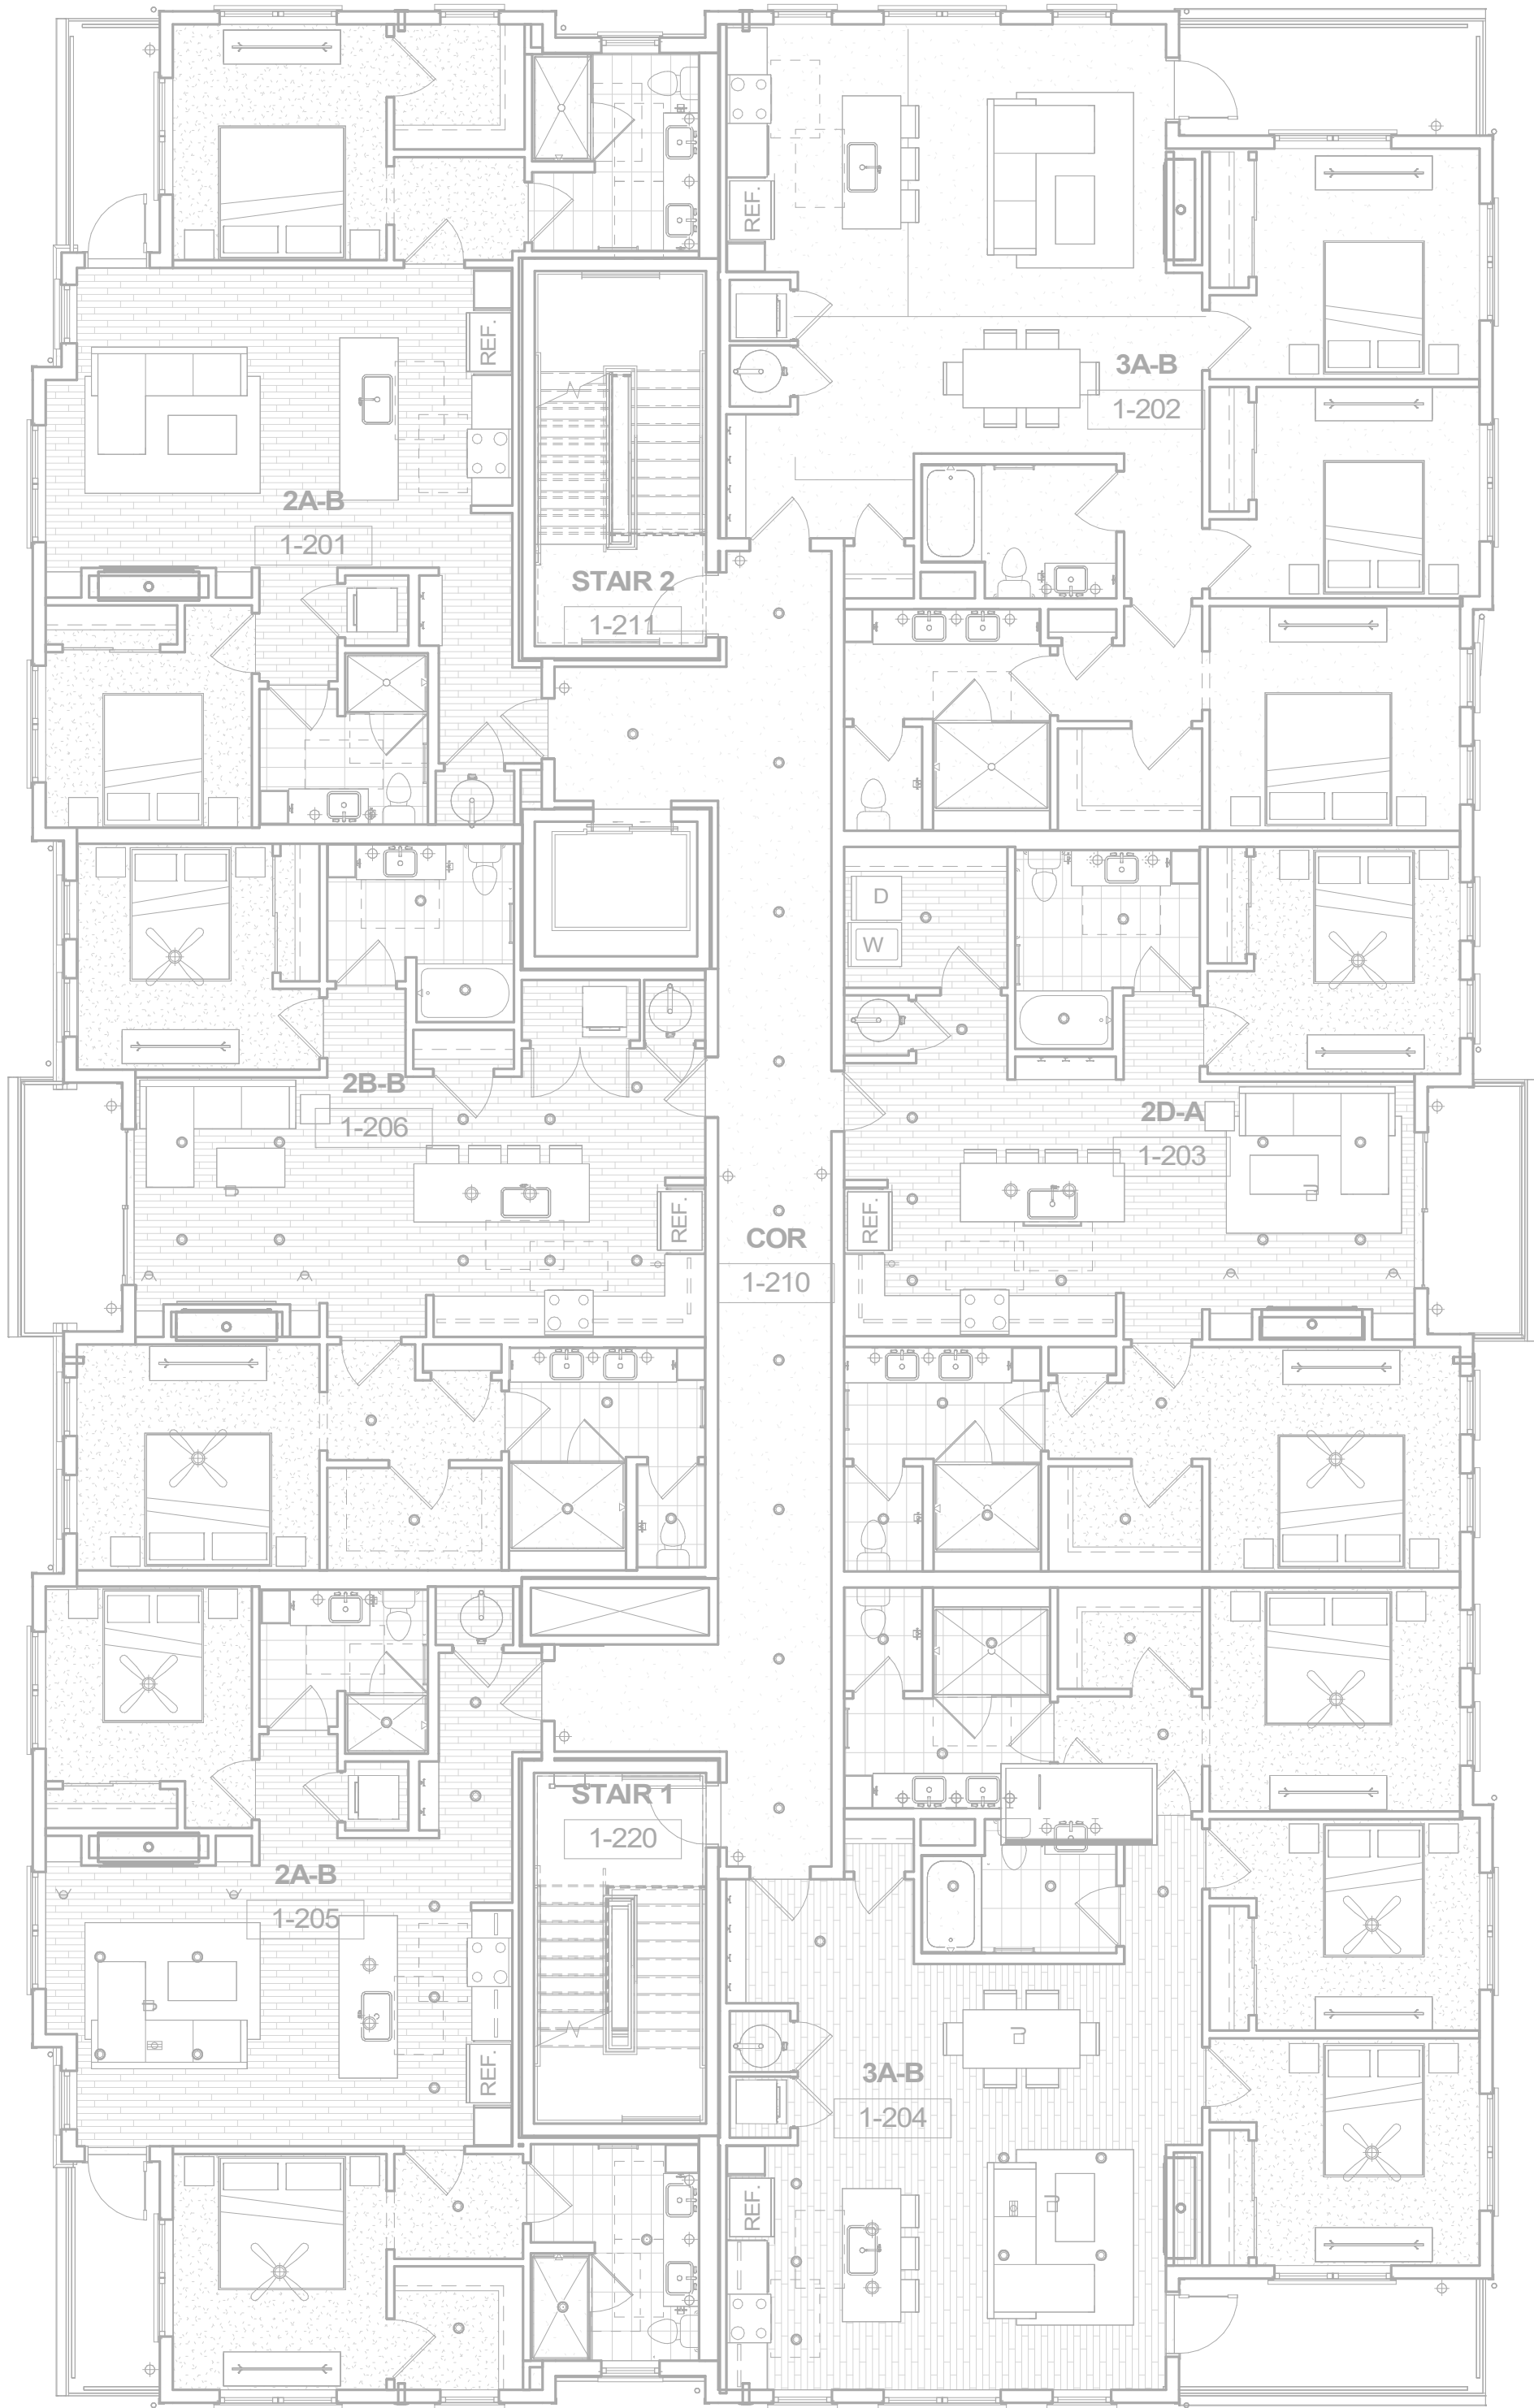 REF.
REF.
3A-B
1-202
2A-B
1-201
STAIR 2
1-211
D
W
2B-B
1-206
2D-A
1-203
REF.
REF.
COR
1-210
STAIR 1
1-220
2A-B
1-205
REF.
3A-B
1-204
REF.